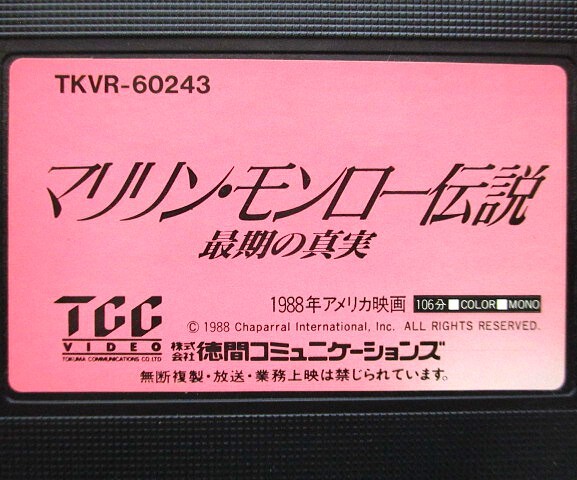 TKVR-60243
マリリン・モンロー伝説
最期の真実
1988年アメリカ映画 106分 COLOR MONO
© 1988 Chaparral International, Inc. ALL RIGHTS RESERVED.
TCC
VIDEO
TOKUMA COMMUNICATIONS CO LTD
株式会社 徳間コミュニケーションズ
無断複製・放送・業務上映は禁じられています。